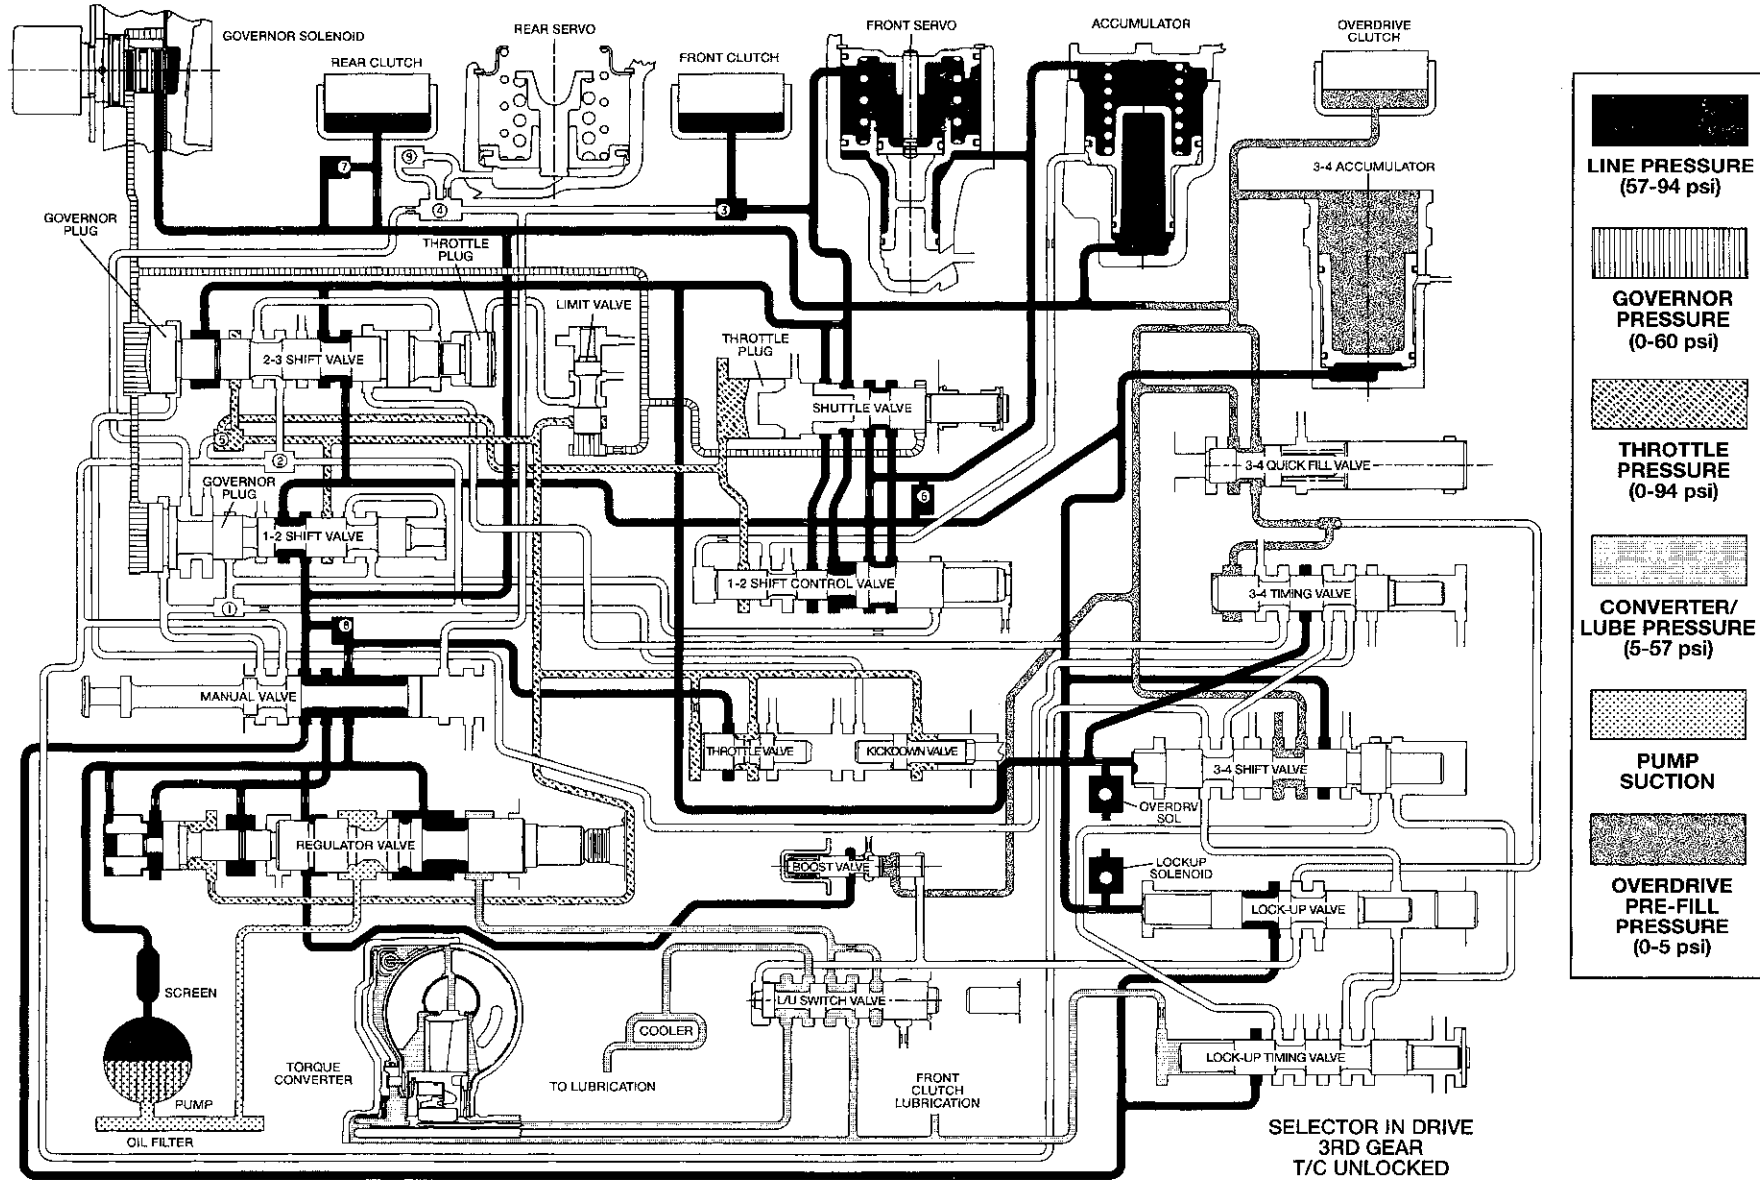 GOVERNOR SOLENOID
REAR SERVO
FRONT SERVO
ACCUMULATOR
OVERDRIVE
CLUTCH
REAR CLUTCH
FRONT CLUTCH
LINE PRESSURE
(57-94 psi)
7
9
3-4 ACCUMULATOR
4
3
GOVERNOR
PLUG
THROTTLE
PLUG
LIMIT VALVE
GOVERNOR
PRESSURE
(0-60 psi)
THROTTLE
PLUG
2-3 SHIFT VALVE
SHUTTLE VALVE
5
2
THROTTLE
PRESSURE
(0-94 psi)
3-4 QUICK FILL VALVE
GOVERNOR
PLUG
6
1-2 SHIFT VALVE
1-2 SHIFT CONTROL VALVE
3-4 TIMING VALVE
1
8
CONVERTER/
LUBE PRESSURE
(5-57 psi)
MANUAL VALVE
THROTTLE VALVE
KICKDOWN VALVE
3-4 SHIFT VALVE
PUMP
SUCTION
OVERDRV
SOL
REGULATOR VALVE
BOOST VALVE
LOCKUP
SOLENOID
LOCK-UP VALVE
OVERDRIVE
PRE-FILL
PRESSURE
(0-5 psi)
SCREEN
L/U SWITCH VALVE
COOLER
TORQUE
CONVERTER
TO LUBRICATION
LOCK-UP TIMING VALVE
FRONT
CLUTCH
LUBRICATION
PUMP
OIL FILTER
SELECTOR IN DRIVE
3RD GEAR
T/C UNLOCKED